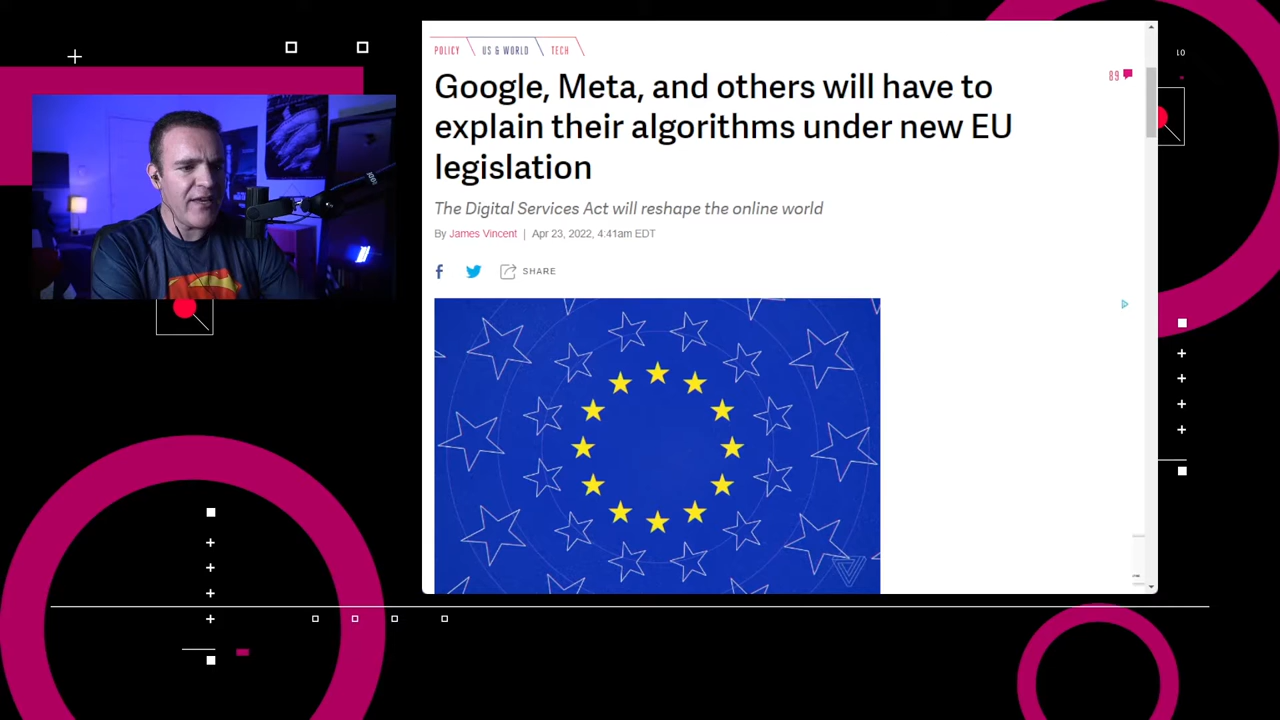 POLICY
US & WORLD
TECH
89
Google, Meta, and others will have to
explain their algorithms under new EU
legislation
The Digital Services Act will reshape the online world
By James Vincent | Apr 23, 2022, 4:41am EDT
SHARE